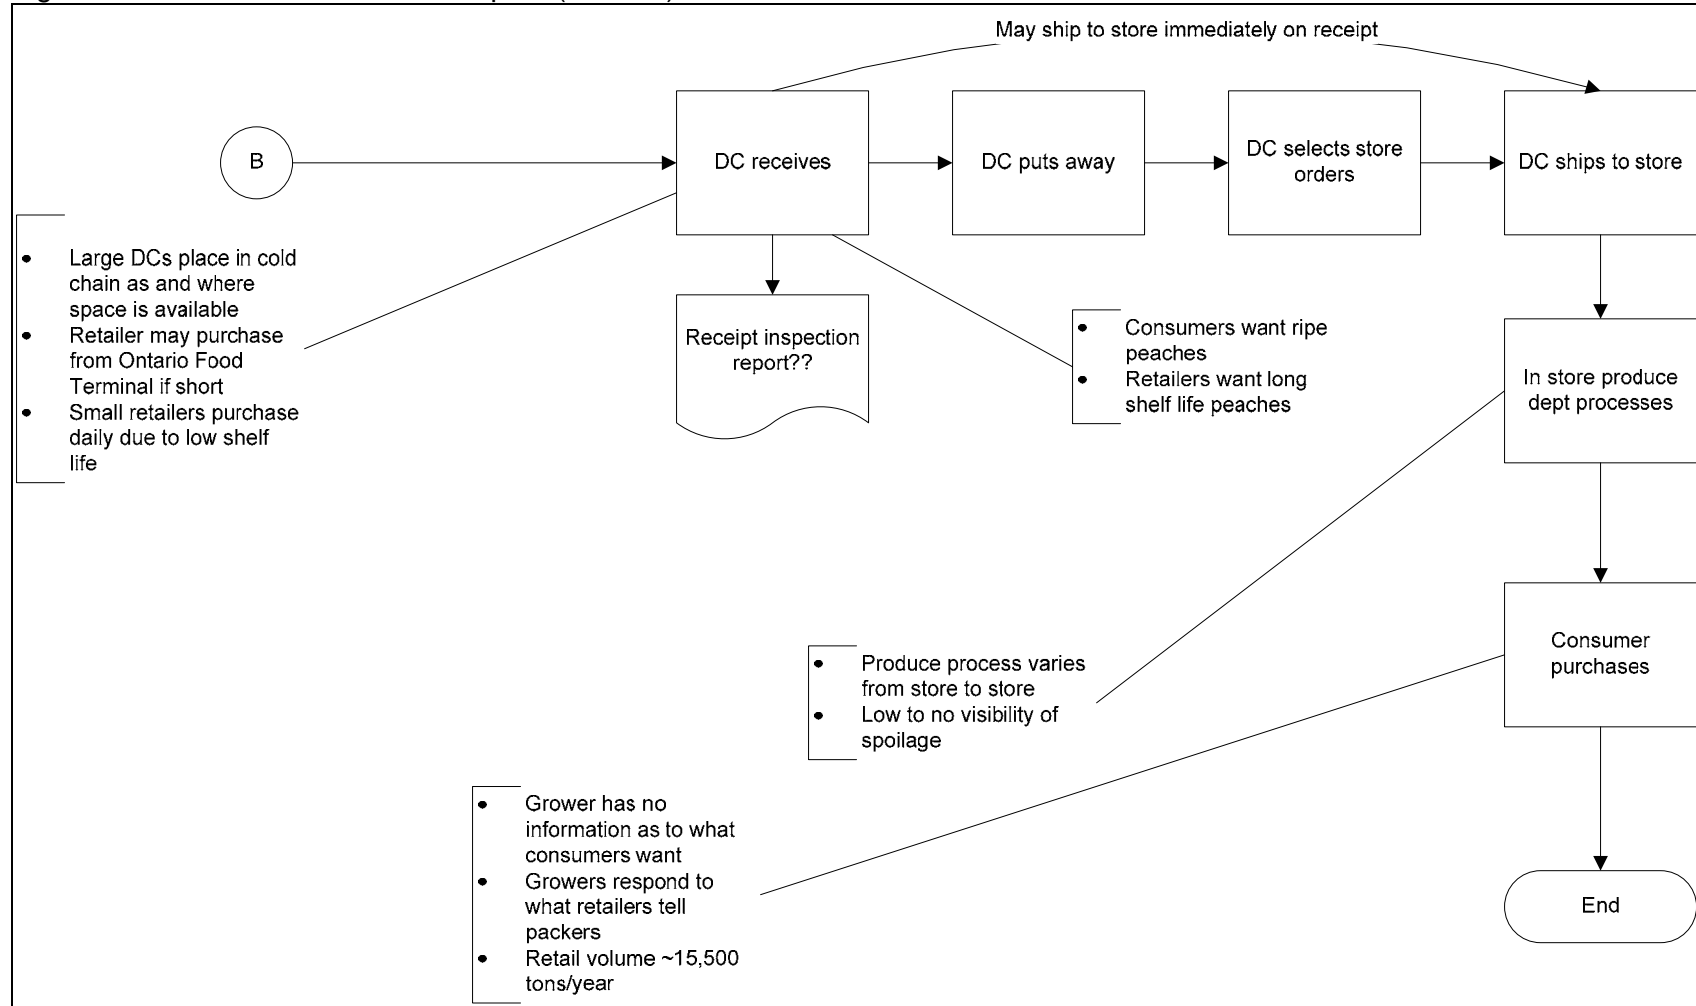 May ship to store immediately on receipt
B
DC receives
DC puts away
DC selects store
orders
DC ships to store
• Large DCs place in cold
chain as and where
space is available
• Retailer may purchase
from Ontario Food
Terminal if short
• Small retailers purchase
daily due to low shelf
life
Receipt inspection
report??
• Consumers want ripe
peaches
• Retailers want long
shelf life peaches
In store produce
dept processes
• Produce process varies
from store to store
• Low to no visibility of
spoilage
Consumer
purchases
• Grower has no
information as to what
consumers want
• Growers respond to
what retailers tell
packers
• Retail volume ~15,500
tons/year
End